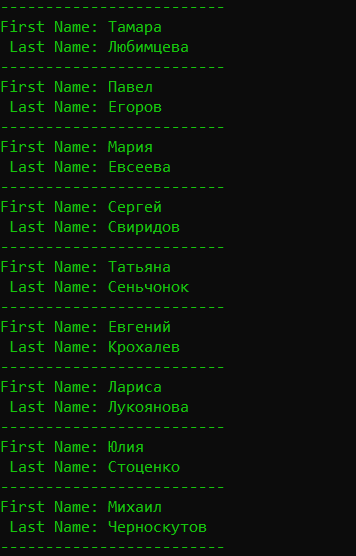 -------------------------
First Name: Тамара
 Last Name: Любимцева
-------------------------
First Name: Павел
 Last Name: Егоров
-------------------------
First Name: Мария
 Last Name: Евсеева
-------------------------
First Name: Сергей
 Last Name: Свиридов
-------------------------
First Name: Татьяна
 Last Name: Сеньчонок
-------------------------
First Name: Евгений
 Last Name: Крохалев
-------------------------
First Name: Лариса
 Last Name: Лукоянова
-------------------------
First Name: Юлия
 Last Name: Стоценко
-------------------------
First Name: Михаил
 Last Name: Черноскутов
-------------------------